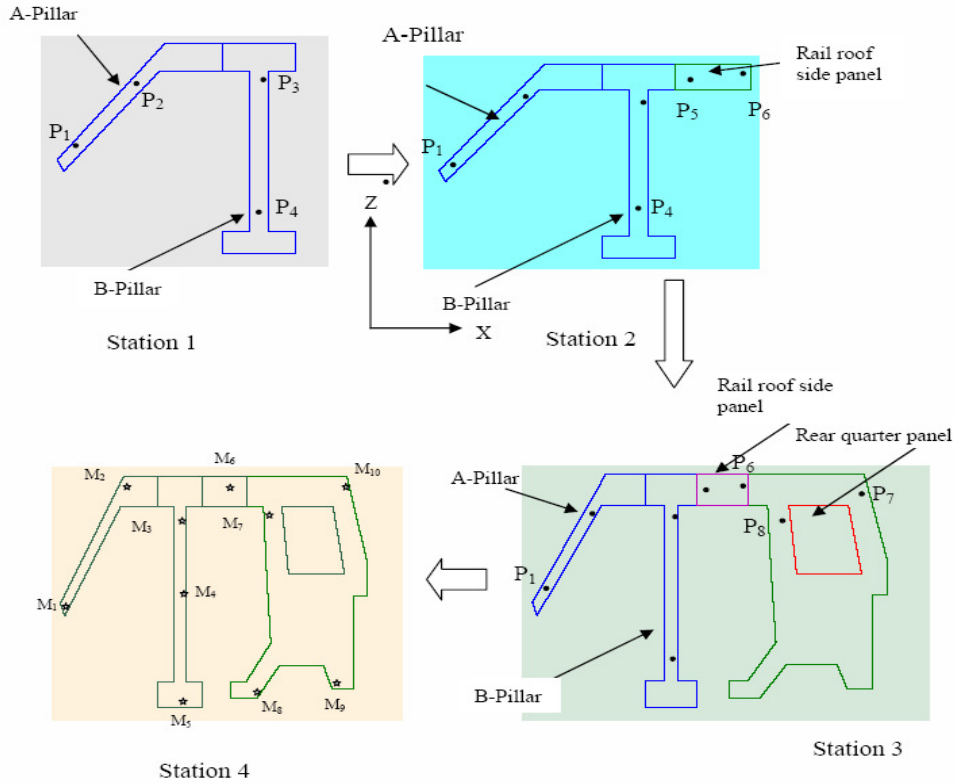 A-Pillar
P1
P2
P3
P4
B-Pillar
Station 1
A-Pillar
Rail roof
side panel
P1
P5
P6
P4
B-Pillar
Z
X
Station 2
Rail roof side
panel
Rear quarter panel
A-Pillar
P6
P7
P8
P1
B-Pillar
Station 3
M2
M6
M10
M3
M7
M4
M1
M8
M9
M5
Station 4